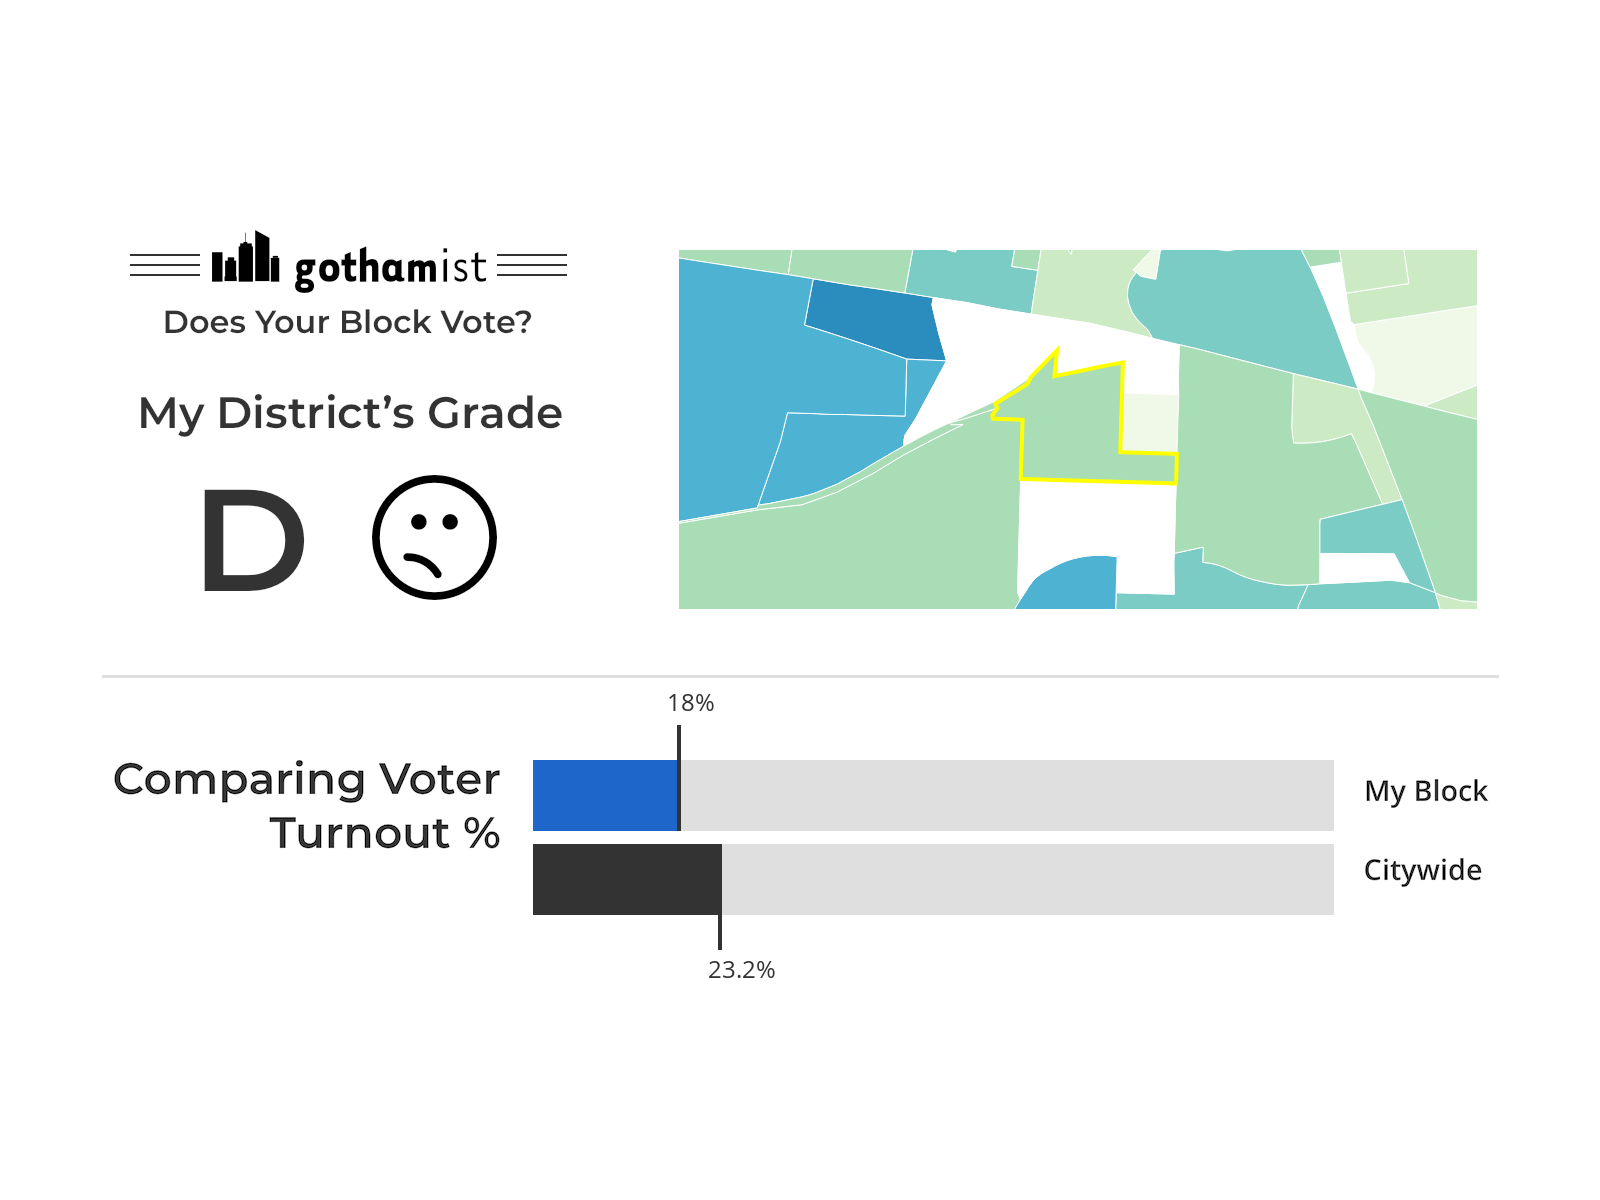 gothamist
Does Your Block Vote?
My District’s Grade
D
18%
Comparing Voter
Turnout %
My Block
Citywide
23.2%